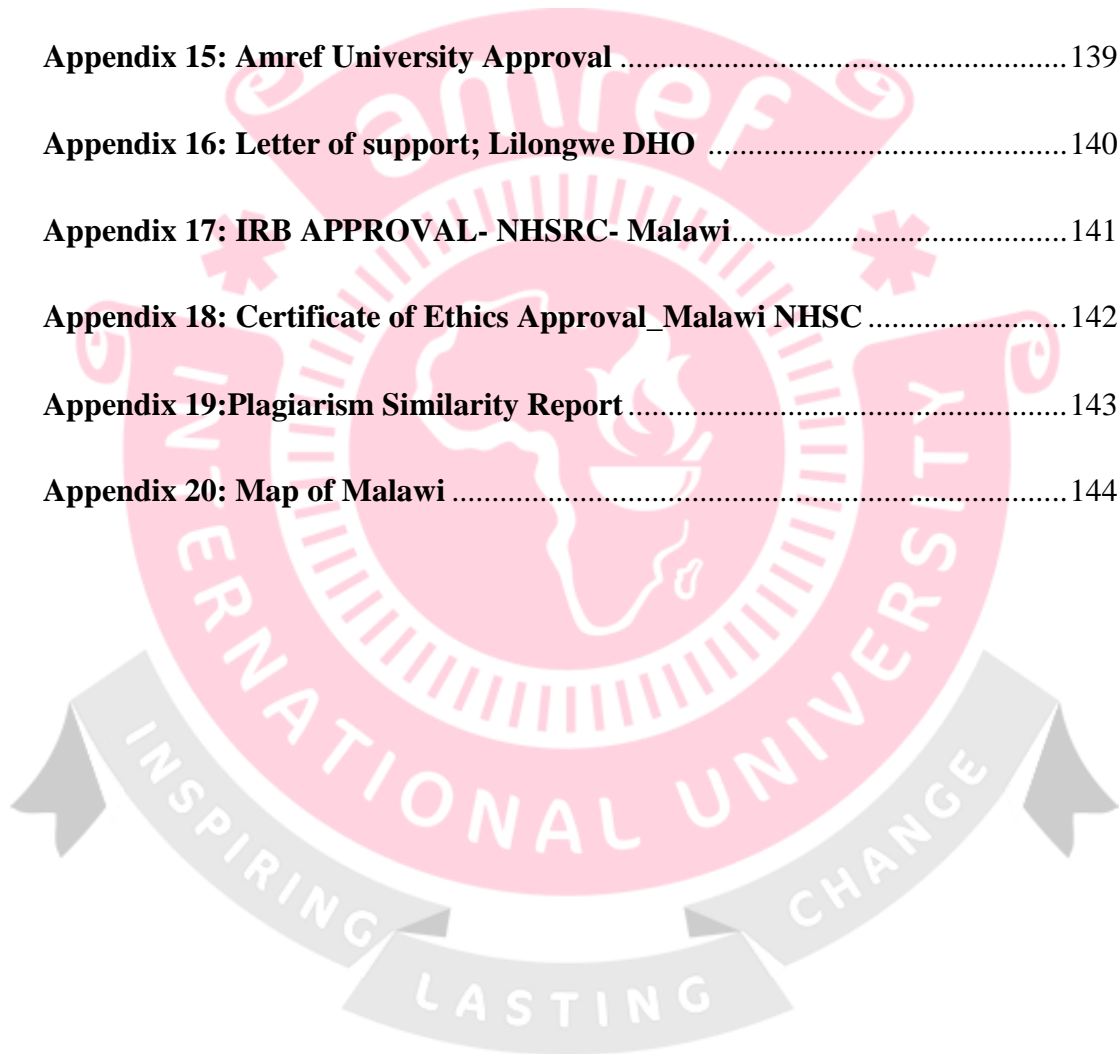 Appendix 15: Amref University Approval ........................................................ 139
Appendix 16: Letter of support; Lilongwe DHO ............................................ 140
Appendix 17: IRB APPROVAL- NHSRC- Malawi ......................................... 141
Appendix 18: Certificate of Ethics Approval_Malawi NHSC ......................... 142
Appendix 19:Plagiarism Similarity Report ...................................................... 143
Appendix 20: Map of Malawi ............................................................................ 144
amref
INTERNATIONAL UNIVERSITY
INSPIRING LASTING CHANGE